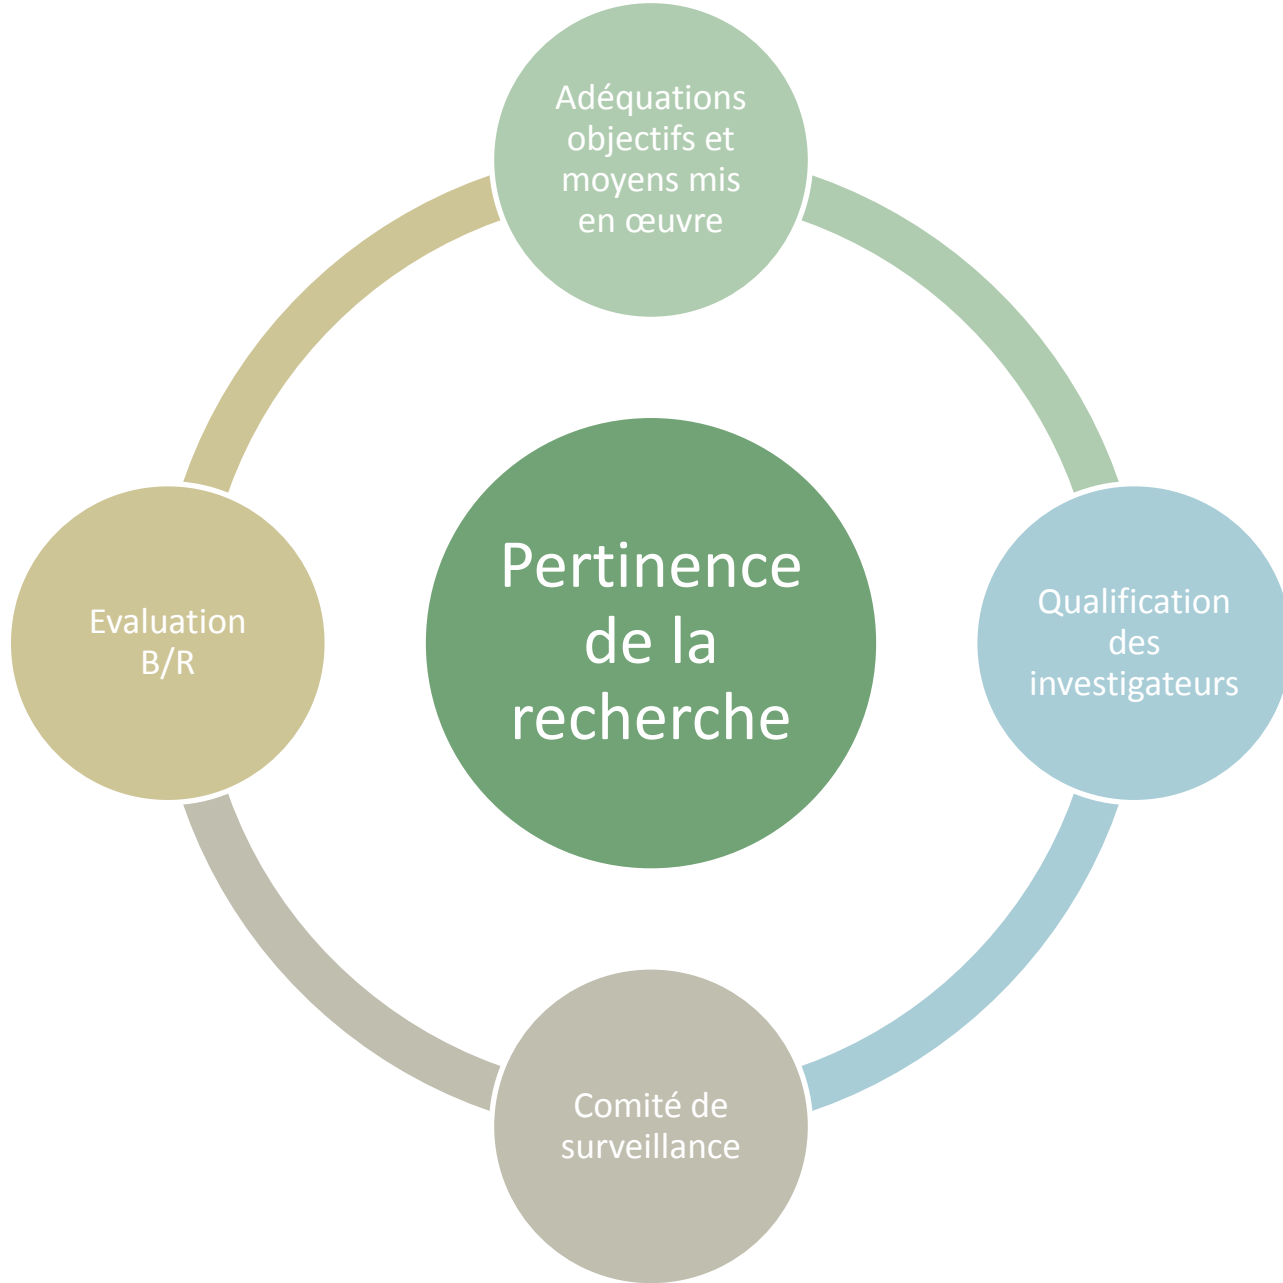 Adéquations
objectifs et
moyens mis
en œuvre
Pertinence
de la
recherche
Qualification
des
investigateurs
Evaluation
B/R
Comité de
surveillance